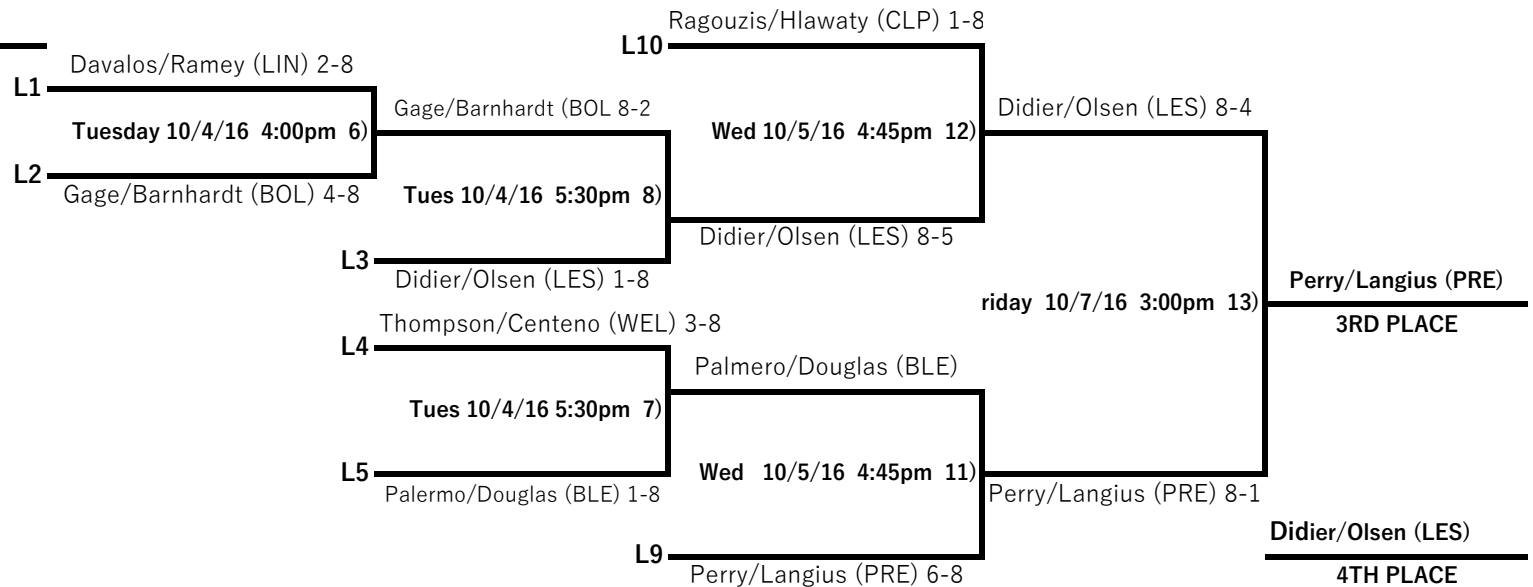 Ragouzis/Hlawaty (CLP) 1-8
L10
Davalos/Ramey (LIN) 2-8
L1
Gage/Barnhardt (BOL 8-2
Didier/Olsen (LES) 8-4
Tuesday 10/4/16 4:00pm 6)
Wed 10/5/16 4:45pm 12)
L2
Gage/Barnhardt (BOL) 4-8
Tues 10/4/16 5:30pm 8)
Didier/Olsen (LES) 8-5
L3
Didier/Olsen (LES) 1-8
Perry/Langius (PRE)
riday 10/7/16 3:00pm 13)
3RD PLACE
Thompson/Centeno (WEL) 3-8
L4
Palmero/Douglas (BLE)
Tues 10/4/16 5:30pm 7)
L5
Wed 10/5/16 4:45pm 11)
Palermo/Douglas (BLE) 1-8
Perry/Langius (PRE) 8-1
Didier/Olsen (LES)
L9
Perry/Langius (PRE) 6-8
4TH PLACE